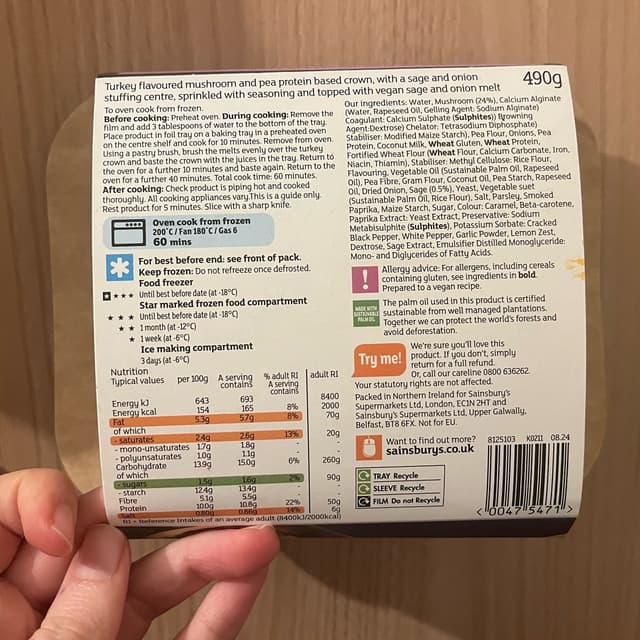 Turkey flavoured mushroom and pea protein based crown, with a sage and onion
stuffing centre, sprinkled with seasoning and topped with vegan sage and onion melt
490g
To oven cook from frozen.
Before cooking: Preheat oven. During cooking: Remove the
film and add 3 tablespoons of water to the bottom of the tray.
Place product in foil tray on a baking tray in a preheated oven
on the centre shelf and cook for 10 minutes. Remove from oven.
Using a pastry brush, brush the melts evenly over the turkey
crown and baste the crown with the juices in the tray. Return to
the oven for a further 10 minutes and baste again. Return to the
oven for a further 40 minutes. Total cook time: 60 minutes.
After cooking: Check product is piping hot and cooked
thoroughly. All cooking appliances vary. This is a guide only.
Rest product for 5 minutes. Slice with a sharp knife.
Oven cook from frozen
200°C / Fan 180°C / Gas 6
60 mins
For best before end: see front of pack.
Keep frozen: Do not refreeze once defrosted.
Food freezer
Until best before date (at -18°C)
Star marked frozen food compartment
Until best before date (at -18°C)
1 month (at -12°C)
1 week (at -6°C)
Ice making compartment
3 days (at -6°C)
Nutrition
Typical values per 100g A serving contains % adult RI A serving contains adult RI
Energy kJ 643 693 8400
Energy kcal 154 165 8% 2000
Fat 5.3g 5.7g 8% 70g
of which
- saturates 2.4g 2.6g 13% 20g
- mono-unsaturates 1.7g 1.8g -
- polyunsaturates 1.0g 1.1g -
Carbohydrate 13.9g 15.0g 6% 260g
of which
- sugars 1.5g 1.6g 2% 90g
- starch 12.4g 13.4g -
Fibre 5.1g 5.5g -
Protein 10.0g 10.8g 22% 50g
Salt 0.80g 0.86g 14% 6g
RI = Reference Intakes of an average adult (8400kJ/2000kcal)
Our ingredients: Water, Mushroom (24%), Calcium Alginate
(Water, Rapeseed Oil, Gelling Agent: Sodium Alginate)
Coagulant: Calcium Sulphate (Sulphites)) Browning
Agent:Dextrose) Chelator: Tetrasodium Diphosphate)
Stabiliser: Modified Maize Starch), Pea Flour, Onions, Pea
Protein, Coconut Milk, Wheat Gluten, Wheat Protein,
Fortified Wheat Flour (Wheat Flour, Calcium Carbonate, Iron,
Niacin, Thiamin), Stabiliser: Methyl Cellulose: Rice Flour,
Flavouring, Vegetable Oil (Sustainable Palm Oil, Rapeseed
Oil), Pea Fibre, Gram Flour, Coconut Oil, Pea Starch, Rapeseed
Oil, Dried Onion, Sage (0.5%), Yeast, Vegetable suet
(Sustainable Palm Oil, Rice Flour), Salt, Parsley, Smoked
Paprika, Maize Starch, Sugar, Colour: Caramel, Beta-carotene,
Paprika Extract: Yeast Extract, Preservative: Sodium
Metabisulphite (Sulphites), Potassium Sorbate: Cracked
Black Pepper, White Pepper, Garlic Powder, Lemon Zest,
Dextrose, Sage Extract, Emulsifier Distilled Monoglyceride:
Mono- and Diglycerides of Fatty Acids.
Allergy advice: For allergens, including cereals
containing gluten, see ingredients in bold.
Prepared to a vegan recipe.
MADE WITH
SUSTAINABLE
PALM OIL
The palm oil used in this product is certified
sustainable from well managed plantations.
Together we can protect the world's forests and
avoid deforestation.
Try me!
We're sure you'll love this
product. If you don't, simply
return for a full refund.
Or, call our careline 0800 636262.
Your statutory rights are not affected.
Packed in Northern Ireland for Sainsbury's
Supermarkets Ltd, London, EC1N 2HT and
Sainsbury's Supermarkets Ltd, Upper Galwally,
Belfast, BT8 6FX. Not for EU.
Want to find out more?
sainsburys.co.uk
TRAY Recycle
SLEEVE Recycle
FILM Do not Recycle
8125103 K0211 08.24
<0047 5471>